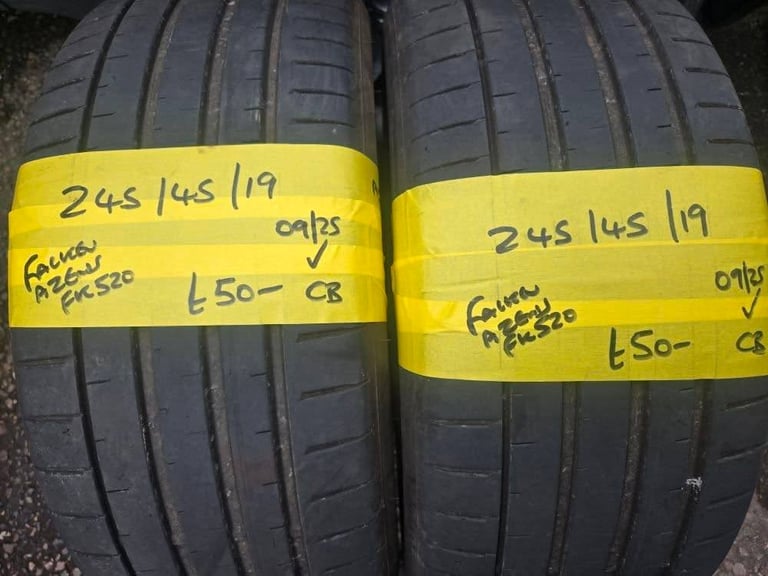 245/45/19
09/25
FALKEN
AZENIS
FK520
£50-
CB
245/45/19
09/25
FALKEN
AZENIS
FK520
£50-
CB